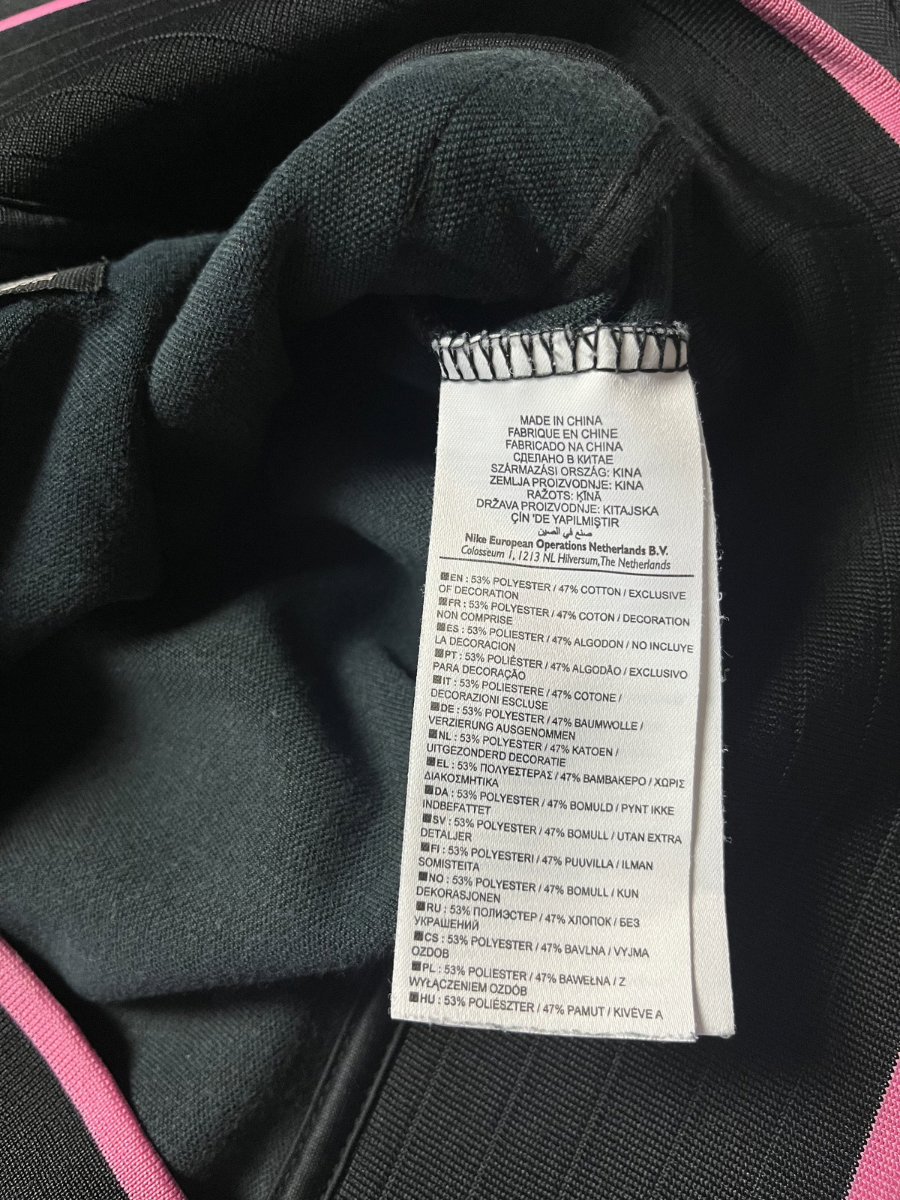 MADE IN CHINA
FABRIQUE EN CHINE
FABRICADO NA CHINA
СДЕЛАНО В КИТАЕ
SZÁRMAZÁSI ORSZÁG: KINA
ZEMLJA PROIZVODNJE: KINA
RAŽOTS: ĶĪNĀ
DRŽAVA PROIZVODNJE: KITAJSKA
ÇİN 'DE YAPILMIŞTIR
صنع في الصين
Nike European Operations Netherlands B.V.
Colosseum 1, 1213 NL Hilversum, The Netherlands
EN : 53% POLYESTER / 47% COTTON / EXCLUSIVE
OF DECORATION
FR : 53% POLYESTER / 47% COTON / DECORATION
NON COMPRISE
ES : 53% POLIESTER / 47% ALGODON / NO INCLUYE
LA DECORACION
PT : 53% POLIÉSTER / 47% ALGODÃO / EXCLUSIVO
PARA DECORAÇÃO
IT : 53% POLIESTERE / 47% COTONE /
DECORAZIONI ESCLUSE
DE : 53% POLYESTER / 47% BAUMWOLLE /
VERZIERUNG AUSGENOMMEN
NL : 53% POLYESTER / 47% KATOEN /
UITGEZONDERD DECORATIE
EL : 53% ΠΟΛΥΕΣΤΕΡΑΣ / 47% ΒΑΜΒΑΚΕΡΟ / ΧΩΡΙΣ
ΔΙΑΚΟΣΜΗΤΙΚΑ
DA : 53% POLYESTER / 47% BOMULD / PYNT IKKE
INDBEFATTET
SV : 53% POLYESTER / 47% BOMULL / UTAN EXTRA
DETALJER
FI : 53% POLYESTERI / 47% PUUVILLA / ILMAN
SOMISTEITA
NO : 53% POLYESTER / 47% BOMULL / KUN
DEKORASJONEN
RU : 53% ПОЛИЭСТЕР / 47% ХЛОПОК / БЕЗ
УКРАШЕНИЙ
CS : 53% POLYESTER / 47% BAVLNA / VYJMA
OZDOB
PL : 53% POLIESTER / 47% BAWEŁNA / Z
WYŁĄCZENIEM OZDÓB
HU : 53% POLIÉSZTER / 47% PAMUT / KIVÉVE A